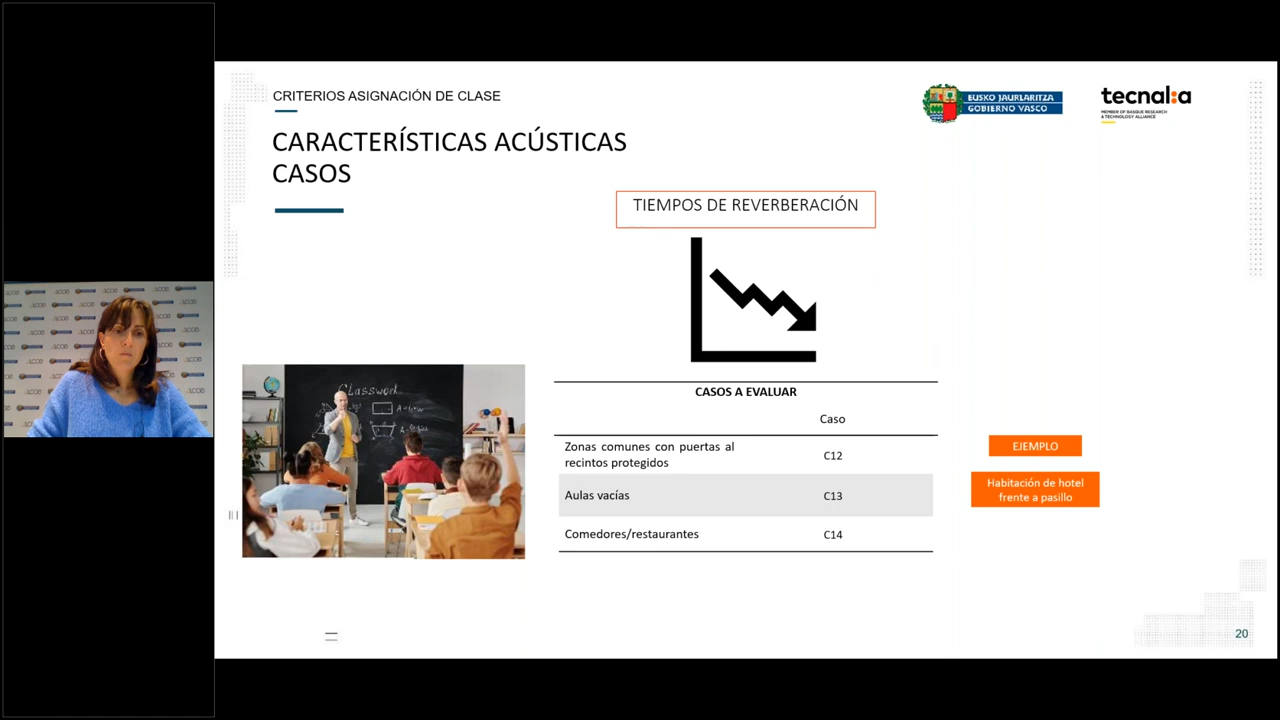 CRITERIOS ASIGNACIÓN DE CLASE
EUSKO JAURLARITZA
GOBIERNO VASCO
tecnal:a
MEMBER OF BASQUE RESEARCH
& TECHNOLOGY ALLIANCE
CARACTERÍSTICAS ACÚSTICAS
CASOS
TIEMPOS DE REVERBERACIÓN
Classwork
CASOS A EVALUAR
Caso
Zonas comunes con puertas al
recintos protegidos
C12
Aulas vacías
C13
Comedores/restaurantes
C14
EJEMPLO
Habitación de hotel
frente a pasillo
20